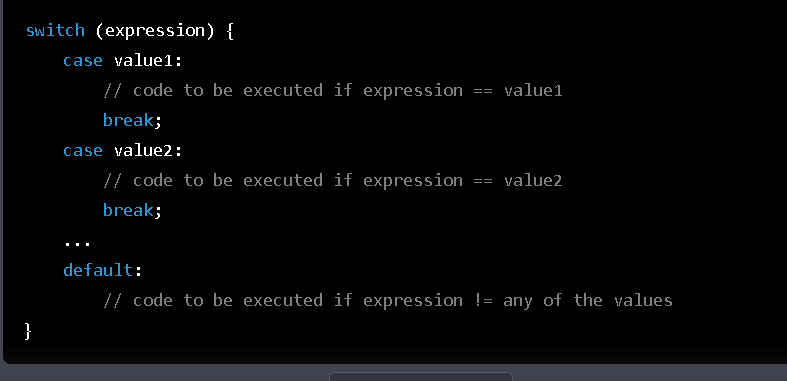 switch (expression) {
case value1:
// code to be executed if expression == value1
break;
case value2:
// code to be executed if expression == value2
break;
...
default:
// code to be executed if expression != any of the values
}